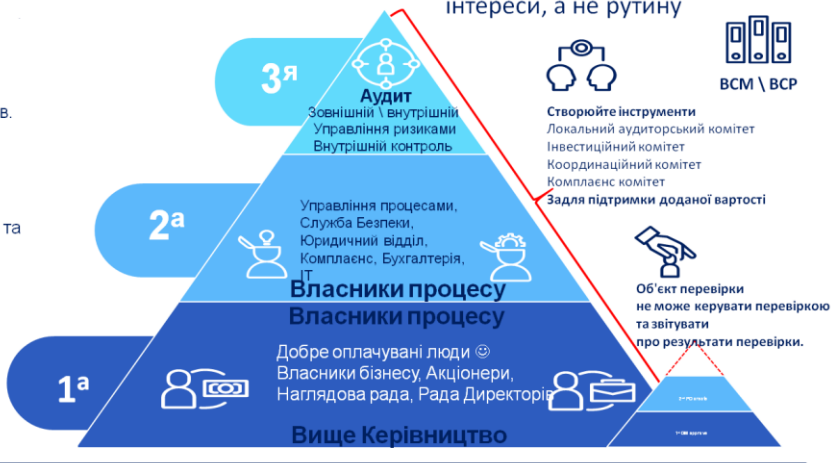 інтереси, а не рутину
3я
Аудит
Зовнішній \ внутрішній
Управління ризиками
Внутрішній контроль
BCM \ BCP
Створюйте інструменти
Локальний аудиторський комітет
Інвестиційний комітет
Координаційний комітет
Комплаєнс комітет
Задля підтримки доданої вартості
в.
та
2а
Управління процесами,
Служба Безпеки,
Юридичний відділ,
Комплаєнс, Бухгалтерія,
ІТ
Власники процесу
Об'єкт перевірки
не може керувати перевіркою
та звітувати
про результати перевірки.
Власники процесу
1а
Добре оплачувані люди ☺
Власники бізнесу, Акціонери,
Наглядова рада, Рада Директорів
Вище Керівництво